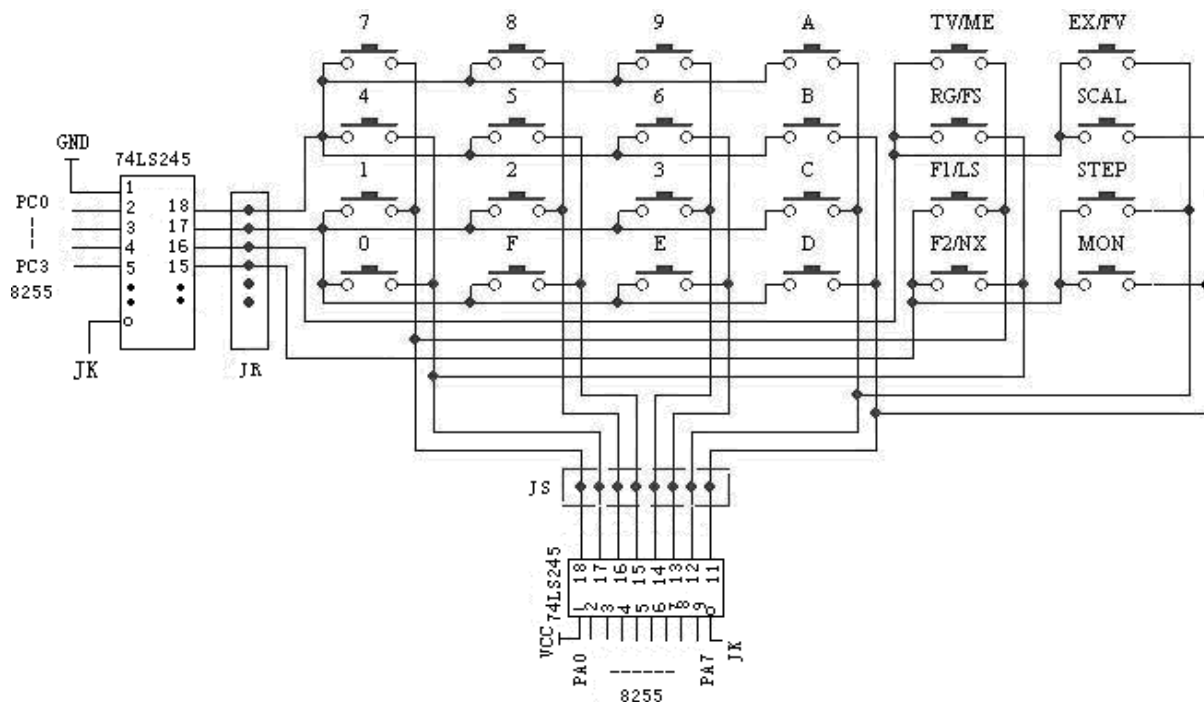 7 8 9 A TV/ME EX/FV
4 5 6 B RG/FS SCAL
GND
74LS245
1 2 3 C F1/LS STEP
1
PC0 2 18
3 17
4 16
PC3 5 15
8255
0 F E D F2/NX MON
JK
JR
JS
18 17 16 15 14 13 12 11
74LS245
1 2 3 4 5 6 7 8 9
VCC
JK
PA0 PA7
8255